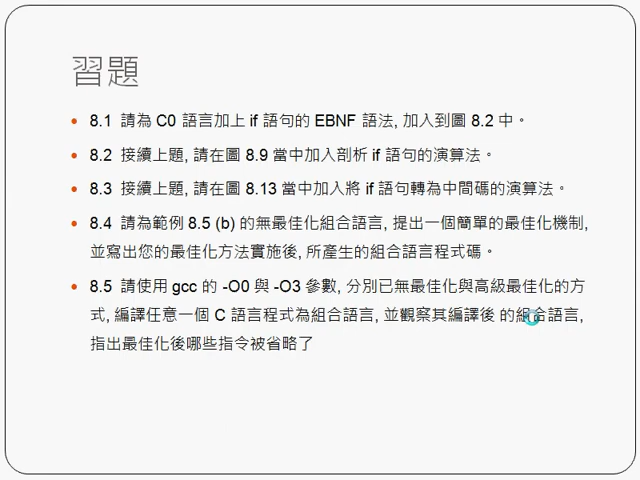 習題
8.1 請為 C0 語言加上 if 語句的 EBNF 語法, 加入到圖 8.2 中。
8.2 接續上題, 請在圖 8.9 當中加入剖析 if 語句的演算法。
8.3 接續上題, 請在圖 8.13 當中加入將 if 語句轉為中間碼的演算法。
8.4 請為範例 8.5 (b) 的無最佳化組合語言, 提出一個簡單的最佳化機制,
並寫出您的最佳化方法實施後, 所產生的組合語言程式碼。
8.5 請使用 gcc 的 -O0 與 -O3 參數, 分別已無最佳化與高級最佳化的方
式, 編譯任意一個 C 語言程式為組合語言, 並觀察其編譯後 的組合語言,
指出最佳化後哪些指令被省略了